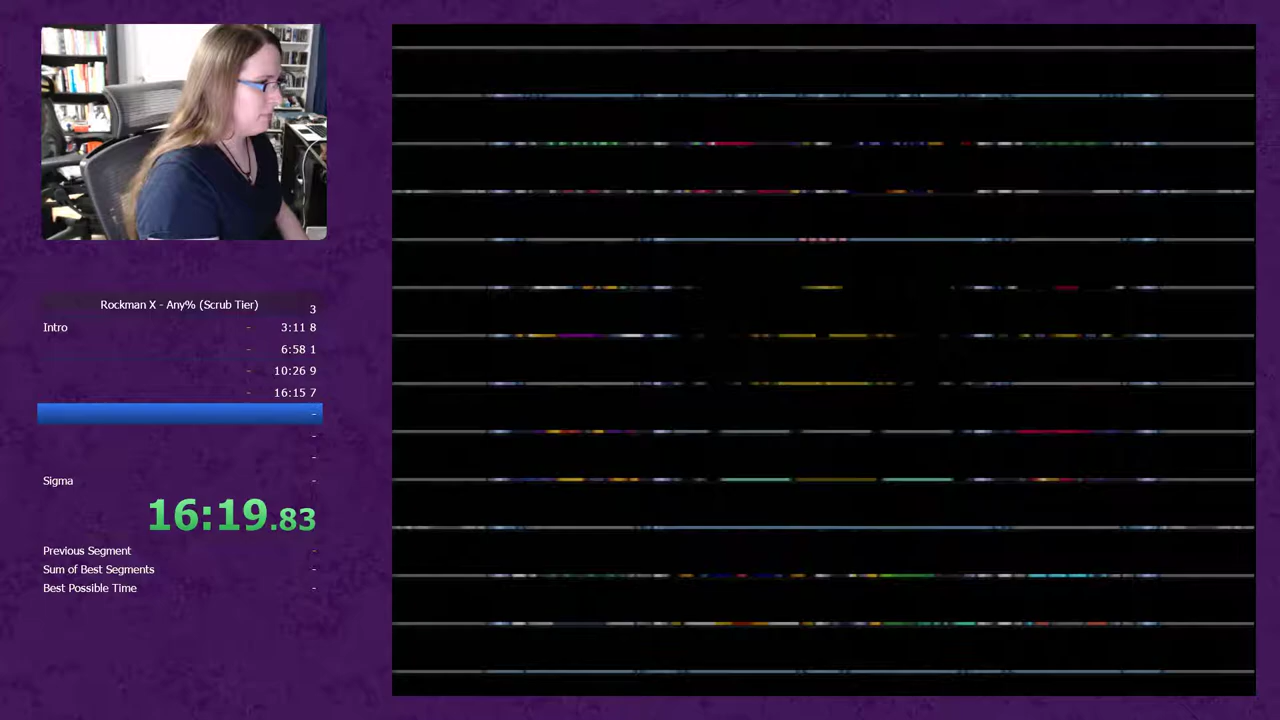 Rockman X - Any% (Scrub Tier)
3
Intro - 3:11 8
- 6:58 1
- 10:26 9
- 16:15 7
-
-
-
Sigma -
16:19.83
Previous Segment -
Sum of Best Segments -
Best Possible Time -